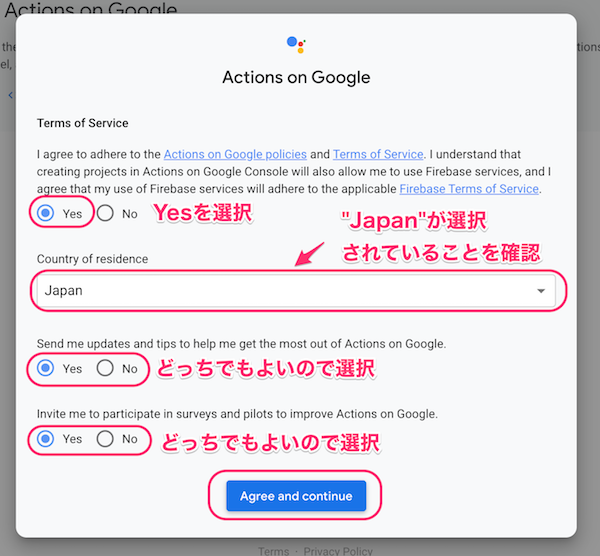 Actions on Google
the
tions
el,
Actions on Google
Terms of Service
I agree to adhere to the Actions on Google policies and Terms of Service. I understand that
creating projects in Actions on Google Console will also allow me to use Firebase services, and I
agree that my use of Firebase services will adhere to the applicable Firebase Terms of Service.
Yes No Yesを選択
"Japan"が選択
されていることを確認
Country of residence
Japan
Send me updates and tips to help me get the most out of Actions on Google.
Yes No どっちでもよいので選択
Invite me to participate in surveys and pilots to improve Actions on Google.
Yes No どっちでもよいので選択
Agree and continue
Terms · Privacy Policy